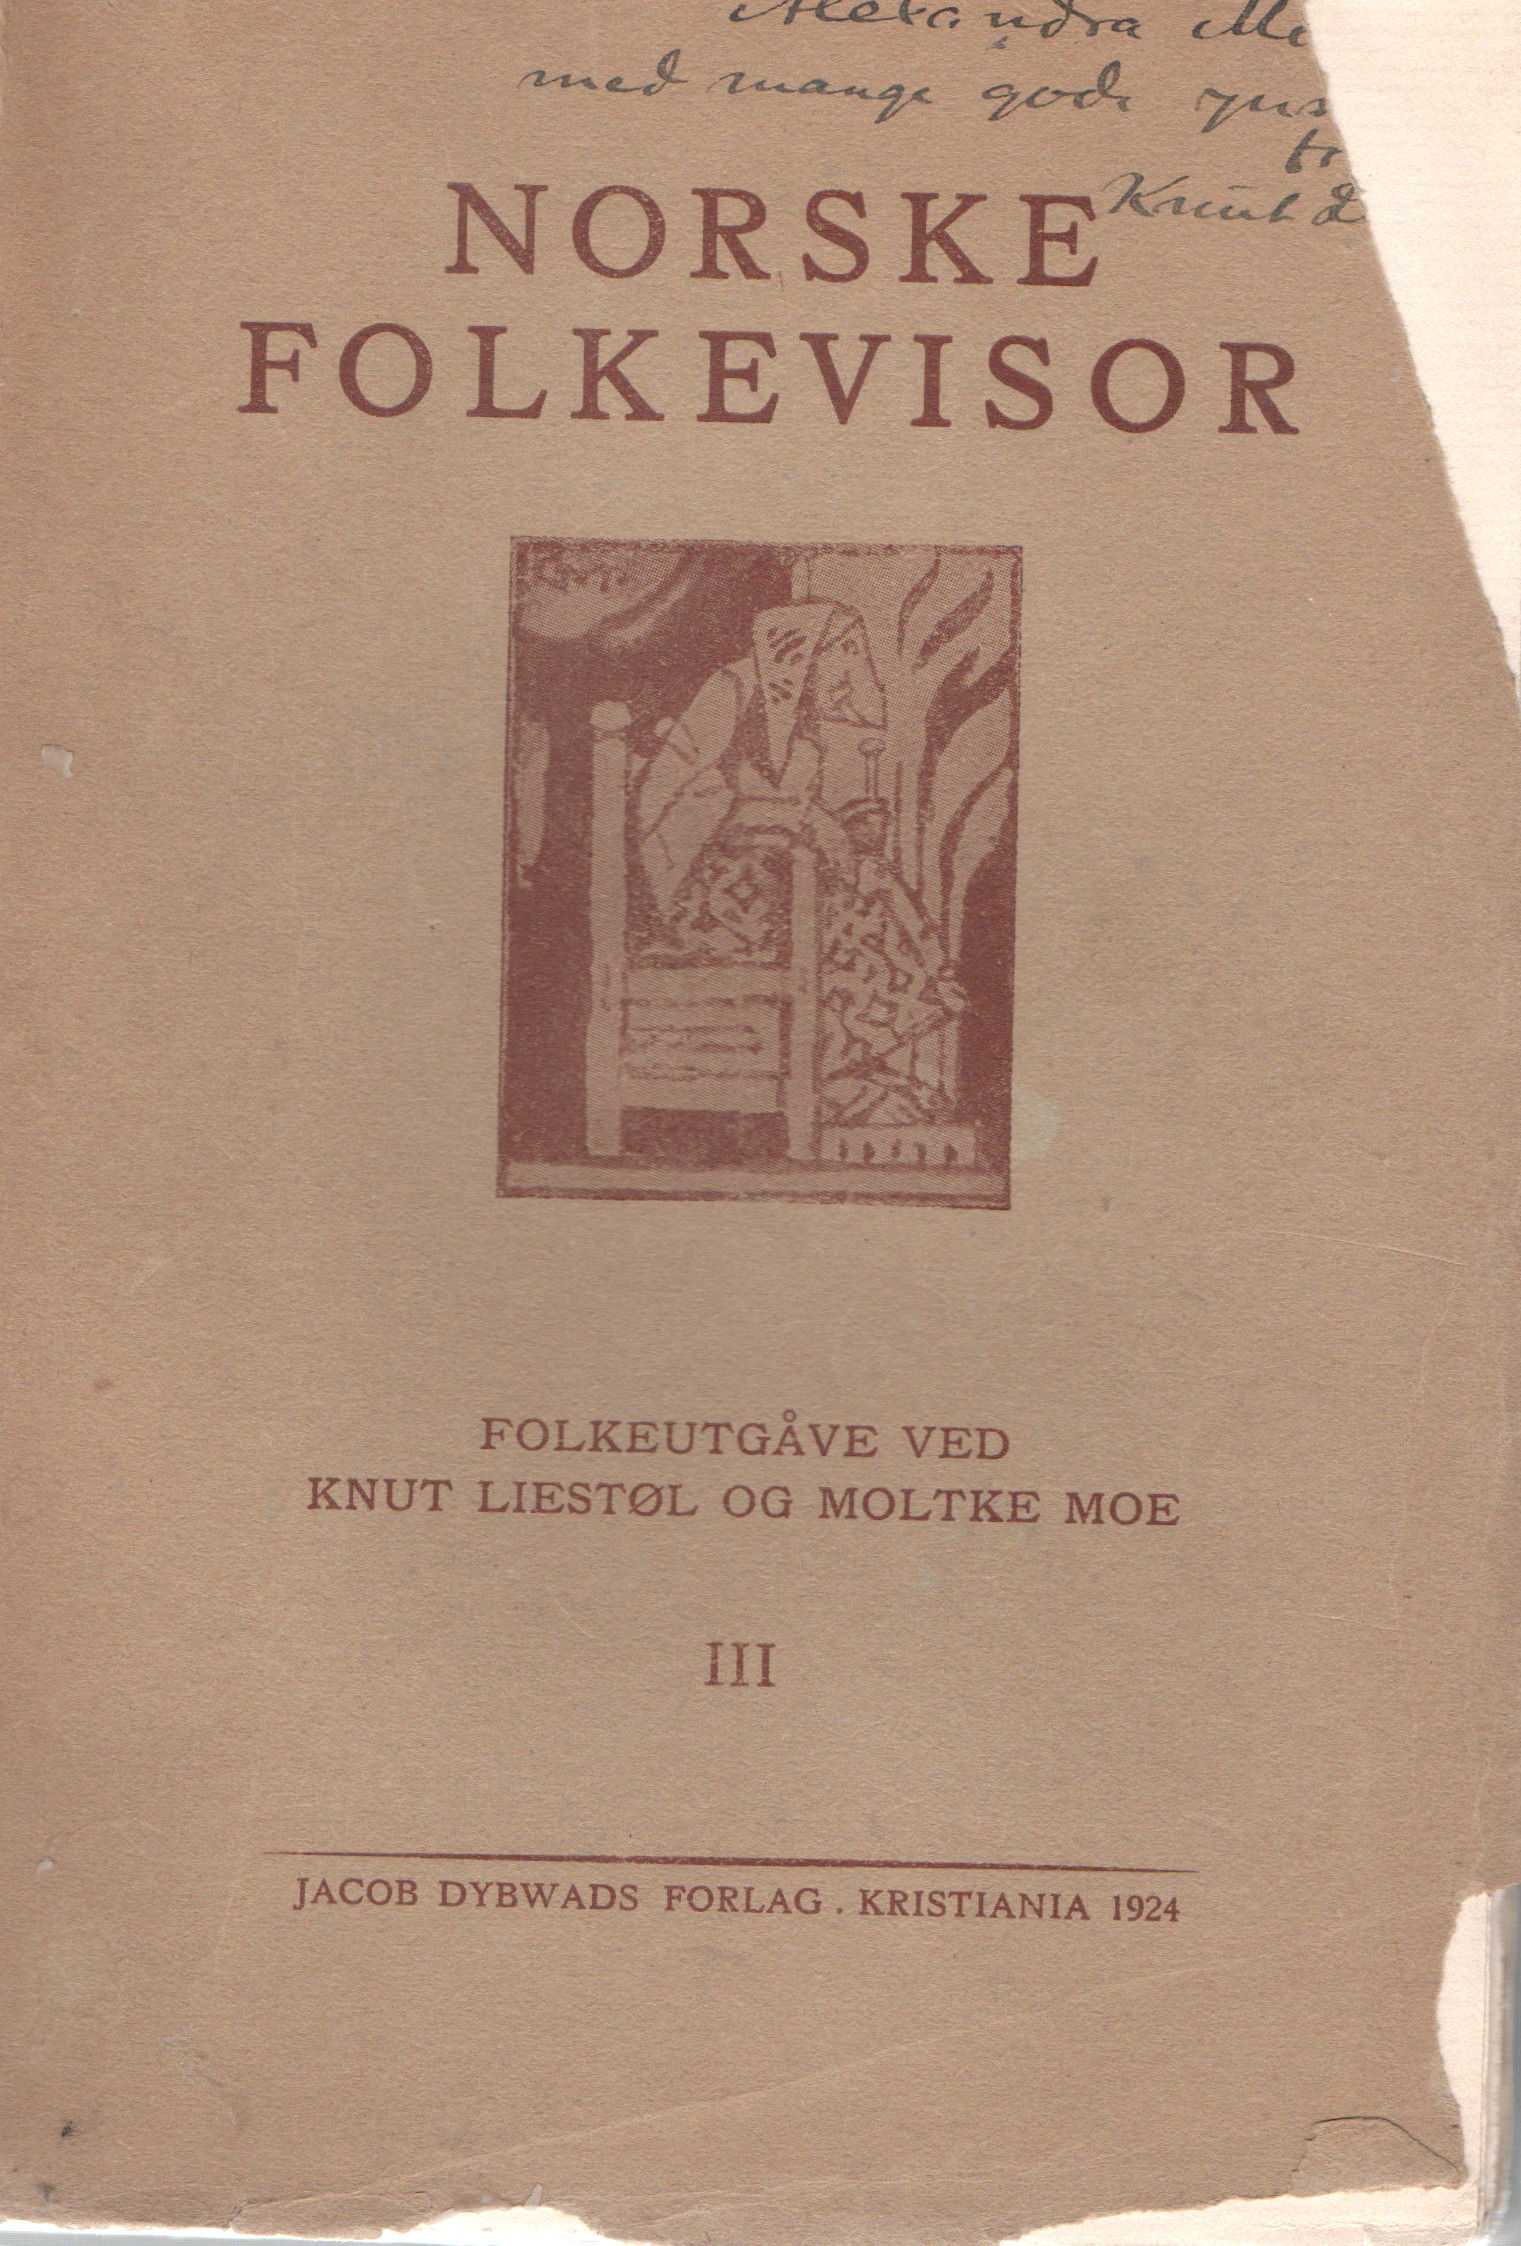 Alexandra
med mange gode
Knut
NORSKE
FOLKEVISOR
FOLKEUTGÅVE VED
KNUT LIESTØL OG MOLTKE MOE
III
JACOB DYBWADS FORLAG. KRISTIANIA 1924